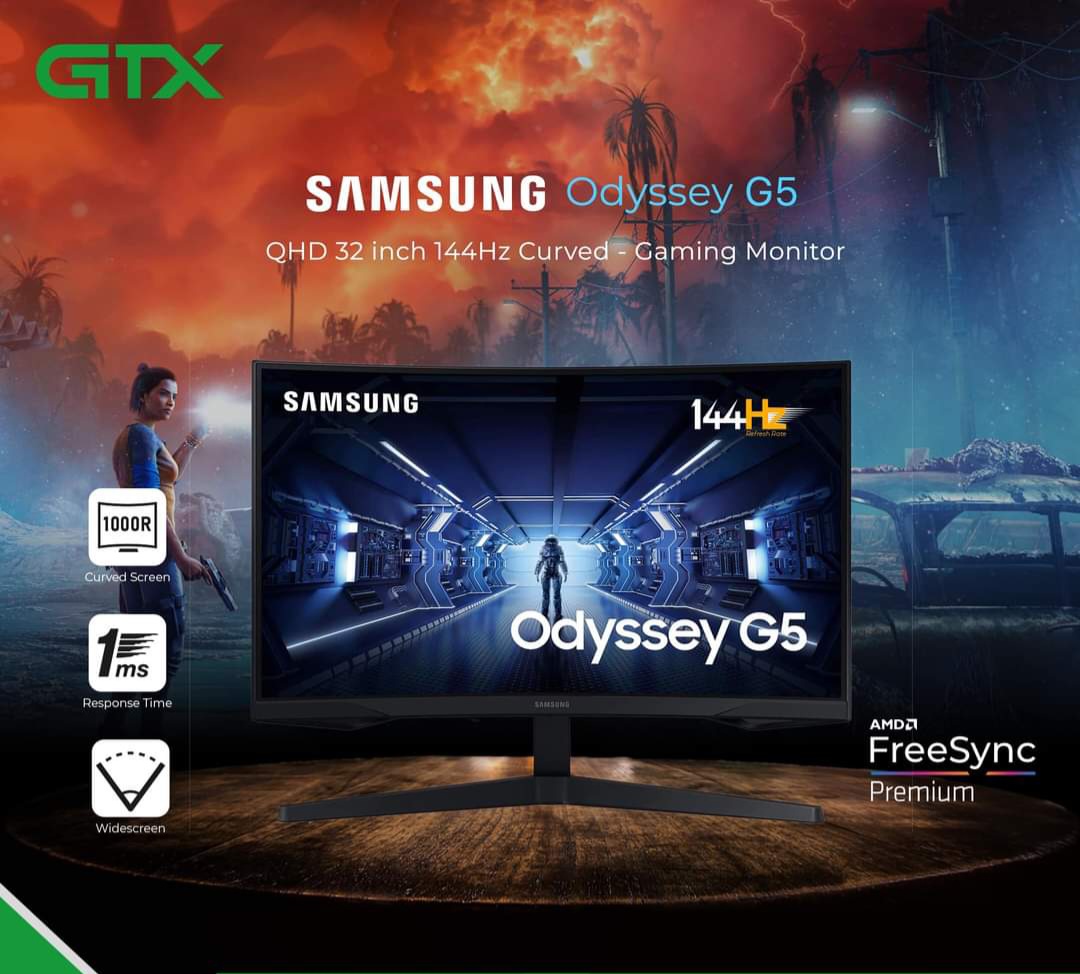 GTX
SAMSUNG Odyssey G5
QHD 32 inch 144Hz Curved - Gaming Monitor
SAMSUNG
144Hz
Refresh Rate
Odyssey G5
SAMSUNG
1000R
Curved Screen
1ms
Response Time
Widescreen
AMD
FreeSync
Premium